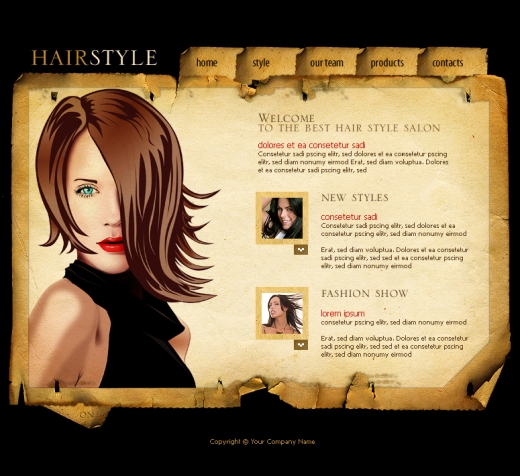 HAIRSTYLE
home style our team products contacts
WELCOME
TO THE BEST HAIR STYLE SALON
dolores et ea consetetur sadi
Consetetur sadi pscing elitr, sed dolores et ea consetetur pscing
elitr, sed diam nonumy eirmod Erat, sed diam voluptua. Dolores
et ea consetetur sadi pscing elitr, sed
NEW STYLES
consetetur sadi
Consetetur sadi pscing elitr, sed diam
voluptua pscing elitr, sed diam nonumy eirmod
Erat, sed diam voluptua. Dolores et ea consetetur
sadi pscing elitr, sed sed et ea consetetur pscing
elitr, sed diam nonumy eirmod
FASHION SHOW
lorem ipsum
consetetur pscing elitr, sed diam nonumy eirmod
Erat, sed diam voluptua. Dolores et ea consetetur
sadi pscing elitr, sed sed et ea consetetur pscing
elitr, sed diam nonumy eirmod
ON
Copyright © Your Company Name